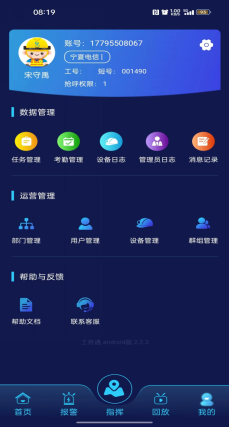 08:19
账号：17795508067
宁夏电信
宋守禹
工号： 短号：001490
抢呼权限：1
数据管理
任务管理 考勤管理 设备日志 管理员日志 消息记录
运营管理
部门管理 用户管理 设备管理 群组管理
帮助与反馈
帮助文档 联系客服
首页 报警 指挥 回放 我的